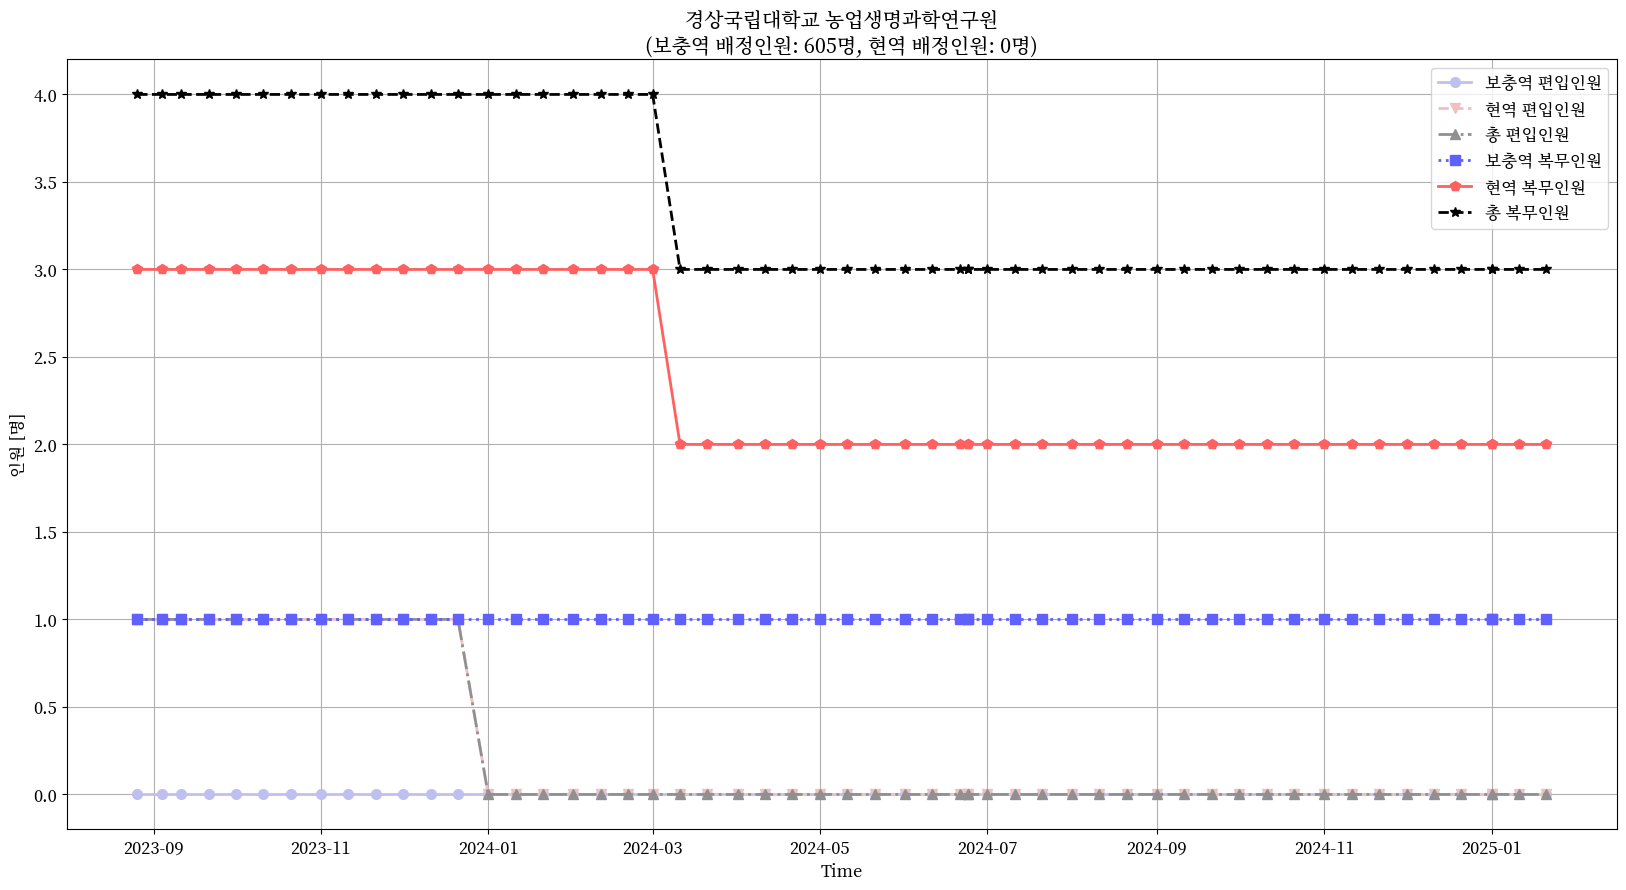 경상국립대학교 농업생명과학연구원
(보충역 배정인원: 605명, 현역 배정인원: 0명)
보충역 편입인원
현역 편입인원
총 편입인원
보충역 복무인원
현역 복무인원
총 복무인원
4.0
3.5
3.0
2.5
2.0
1.5
1.0
0.5
0.0
인원 [명]
2023-09 2023-11 2024-01 2024-03 2024-05 2024-07 2024-09 2024-11 2025-01
Time